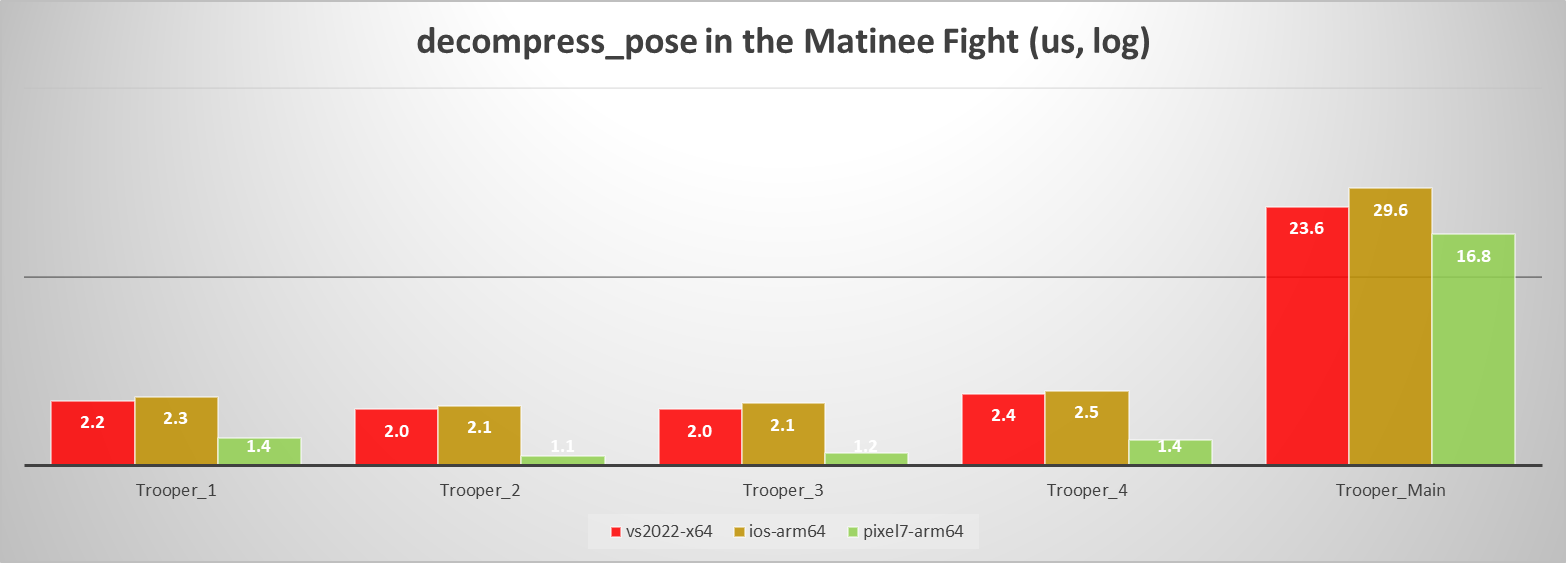 decompress_pose in the Matinee Fight (us, log)
2.2 2.3 1.4 2.0 2.1 1.1 2.0 2.1 1.2 2.4 2.5 1.4 23.6 29.6 16.8
Trooper_1 Trooper_2 Trooper_3 Trooper_4 Trooper_Main
vs2022-x64 ios-arm64 pixel7-arm64